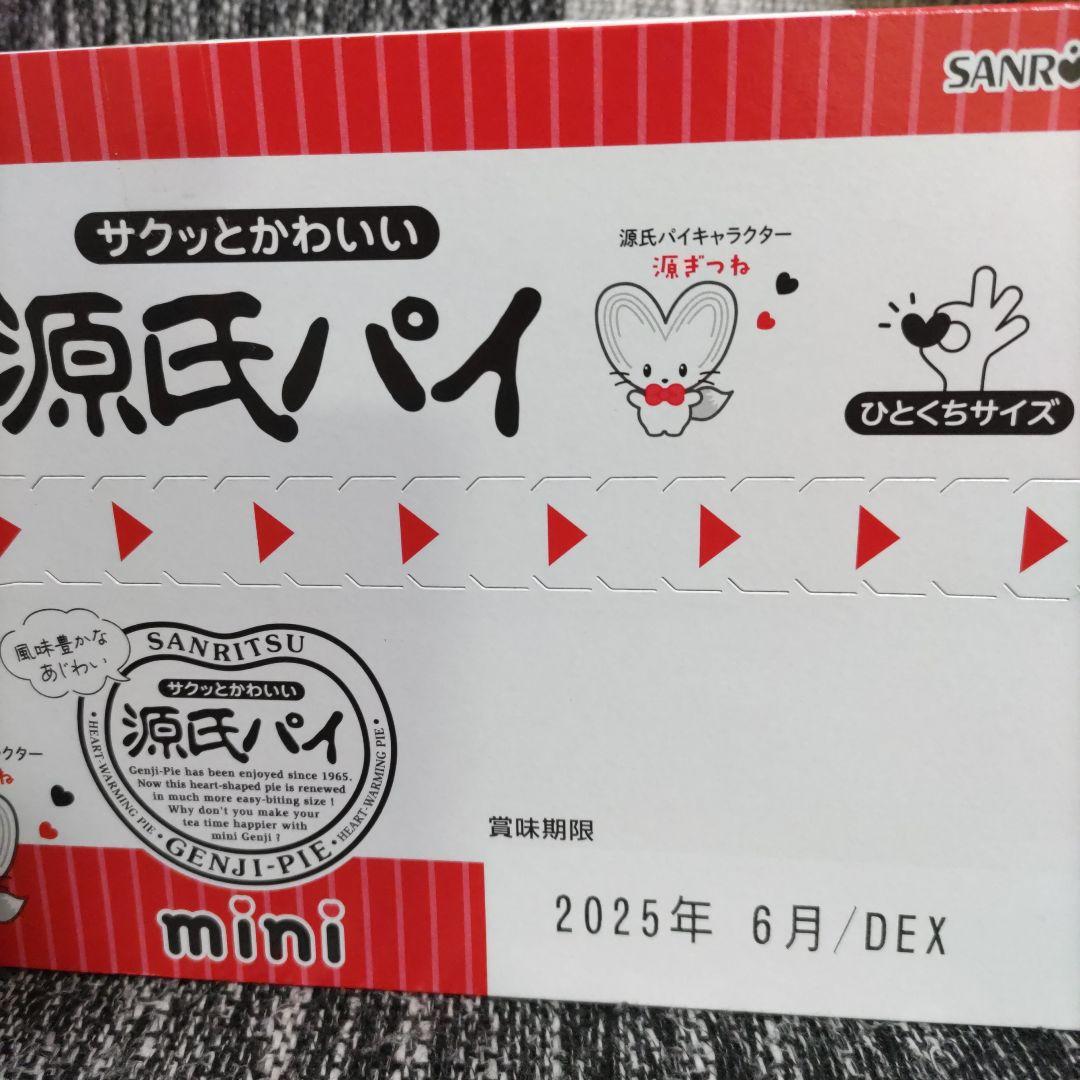 SANR
サクッとかわいい
源氏パイ
源氏パイキャラクター
源ぎつね
ひとくちサイズ
風味豊かな
あじわい
SANRITSU
サクッとかわいい
源氏パイ
Genji-Pie has been enjoyed since 1965.
Now this heart-shaped pie is renewed
in much more easy-biting size !
Why don't you make your
tea time happier with
mini Genji ?
・HEART-WARMING PIE・
・HEART-WARMING PIE・
GENJI-PIE
クター
ね
mini
賞味期限
2025年 6月/DEX